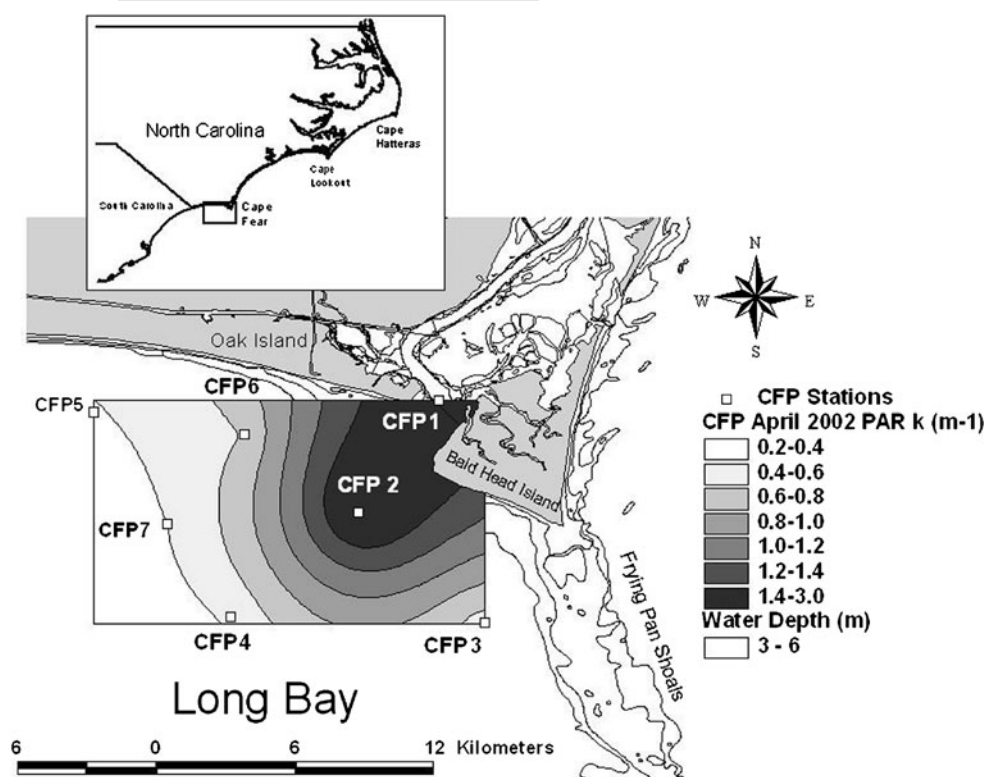 North Carolina
Cape
Hatteras
Cape
Lookout
South Carolina
Cape
Fear
N
W
E
S
Oak Island
CFP6
CFP5
CFP1
Bald Head Island
CFP 2
CFP7
CFP4
CFP3
Frying Pan Shoals
CFP Stations
CFP April 2002 PAR k (m-1)
0.2-0.4
0.4-0.6
0.6-0.8
0.8-1.0
1.0-1.2
1.2-1.4
1.4-3.0
Water Depth (m)
3 - 6
Long Bay
6 0 6 12 Kilometers